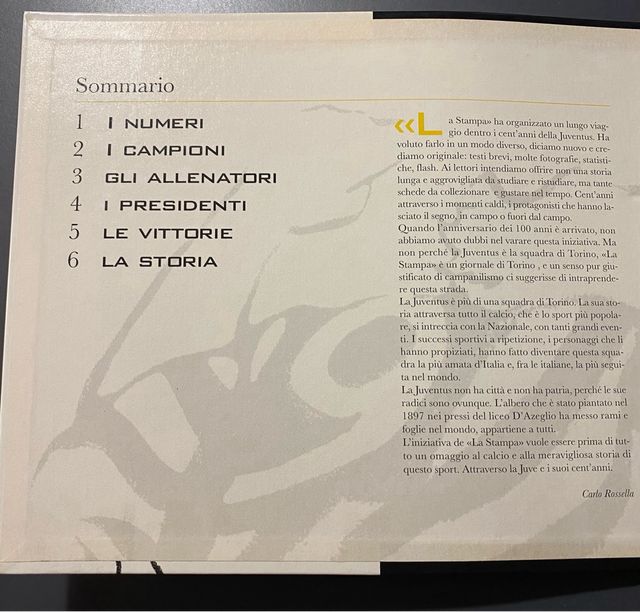 Sommario
1 I NUMERI
2 I CAMPIONI
3 GLI ALLENATORI
4 I PRESIDENTI
5 LE VITTORIE
6 LA STORIA
«La Stampa» ha organizzato un lungo viag-
gio dentro i cent'anni della Juventus. Ha
voluto farlo in un modo diverso, diciamo nuovo e cre-
diamo originale: testi brevi, molte fotografie, statisti-
che, flash. Ai lettori intendiamo offrire non una storia
lunga e aggrovigliata da studiare e ristudiare, ma tante
schede da collezionare e gustare nel tempo. Cent'anni
attraverso i momenti caldi, i protagonisti che hanno la-
sciato il segno, in campo o fuori dal campo.
Quando l'anniversario dei 100 anni è arrivato, non
abbiamo avuto dubbi nel varare questa iniziativa. Ma
non perchè la Juventus è la squadra di Torino, «La
Stampa» è un giornale di Torino , e un senso pur giu-
stificato di campanilismo ci suggerisse di intraprende-
re questa strada.
La Juventus è più di una squadra di Torino. La sua sto-
ria attraversa tutto il calcio, che è lo sport più popola-
re, si intreccia con la Nazionale, con tanti grandi even-
ti. I successi sportivi a ripetizione, i personaggi che li
hanno propiziati, hanno fatto diventare questa squa-
dra la più amata d'Italia e, fra le italiane, la più segui-
ta nel mondo.
La Juventus non ha città e non ha patria, perchè le sue
radici sono ovunque. L'albero che è stato piantato nel
1897 nei pressi del liceo D'Azeglio ha messo rami e
foglie nel mondo, appartiene a tutti.
L'iniziativa de «La Stampa» vuole essere prima di tut-
to un omaggio al calcio e alla meravigliosa storia di
questo sport. Attraverso la Juve e i suoi cent'anni.
Carlo Rossella